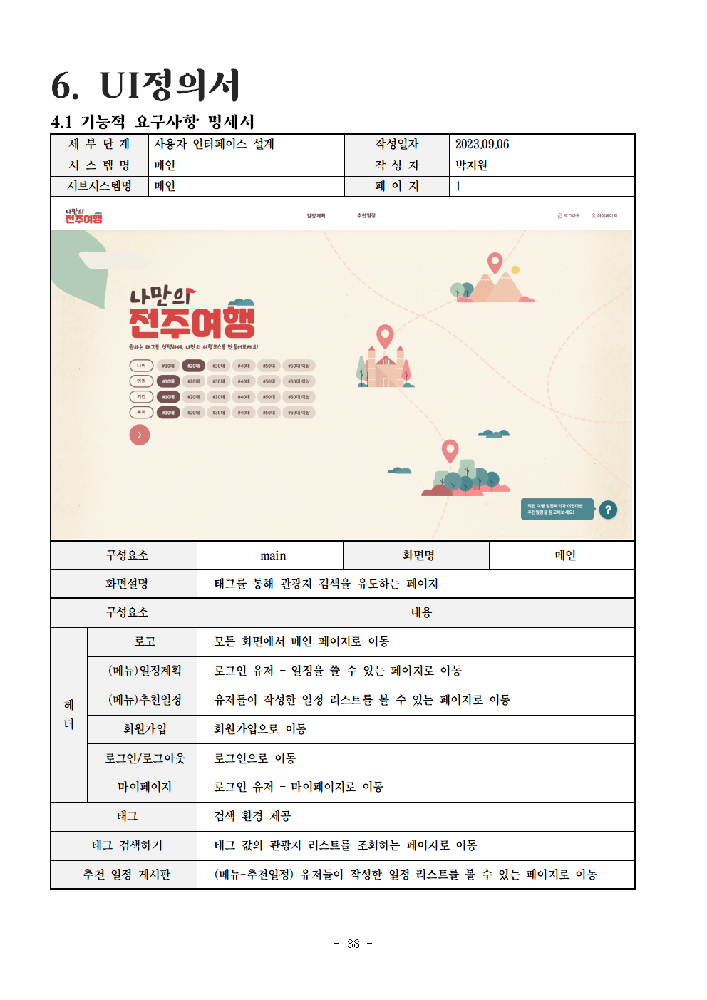 6. UI정의서
4.1 기능적 요구사항 명세서
세 부 단 계 사용자 인터페이스 설계 작성일자 2023.09.06
시 스 템 명 메인 작 성 자 박지원
서브시스템명 메인 페 이 지 1
나만의
전주여행
일정계획 추천일정 로그아웃 마이페이지
나만의
전주여행
원하는 태그를 선택하여, 나만의 여행코스를 만들어보세요!
나이 #10대 #20대 #30대 #40대 #50대 #60대 이상
인원 #10대 #20대 #30대 #40대 #50대 #60대 이상
기간 #10대 #20대 #30대 #40대 #50대 #60대 이상
목적 #10대 #20대 #30대 #40대 #50대 #60대 이상
직접 여행 일정짜기가 어렵다면
추천일정을 참고해보세요!
?
구성요소 main 화면명 메인
화면설명 태그를 통해 관광지 검색을 유도하는 페이지
구성요소 내용
헤
더
로고 모든 화면에서 메인 페이지로 이동
(메뉴)일정계획 로그인 유저 - 일정을 쓸 수 있는 페이지로 이동
(메뉴)추천일정 유저들이 작성한 일정 리스트를 볼 수 있는 페이지로 이동
회원가입 회원가입으로 이동
로그인/로그아웃 로그인으로 이동
마이페이지 로그인 유저 - 마이페이지로 이동
태그 검색 환경 제공
태그 검색하기 태그 값의 관광지 리스트를 조회하는 페이지로 이동
추천 일정 게시판 (메뉴-추천일정) 유저들이 작성한 일정 리스트를 볼 수 있는 페이지로 이동
- 38 -